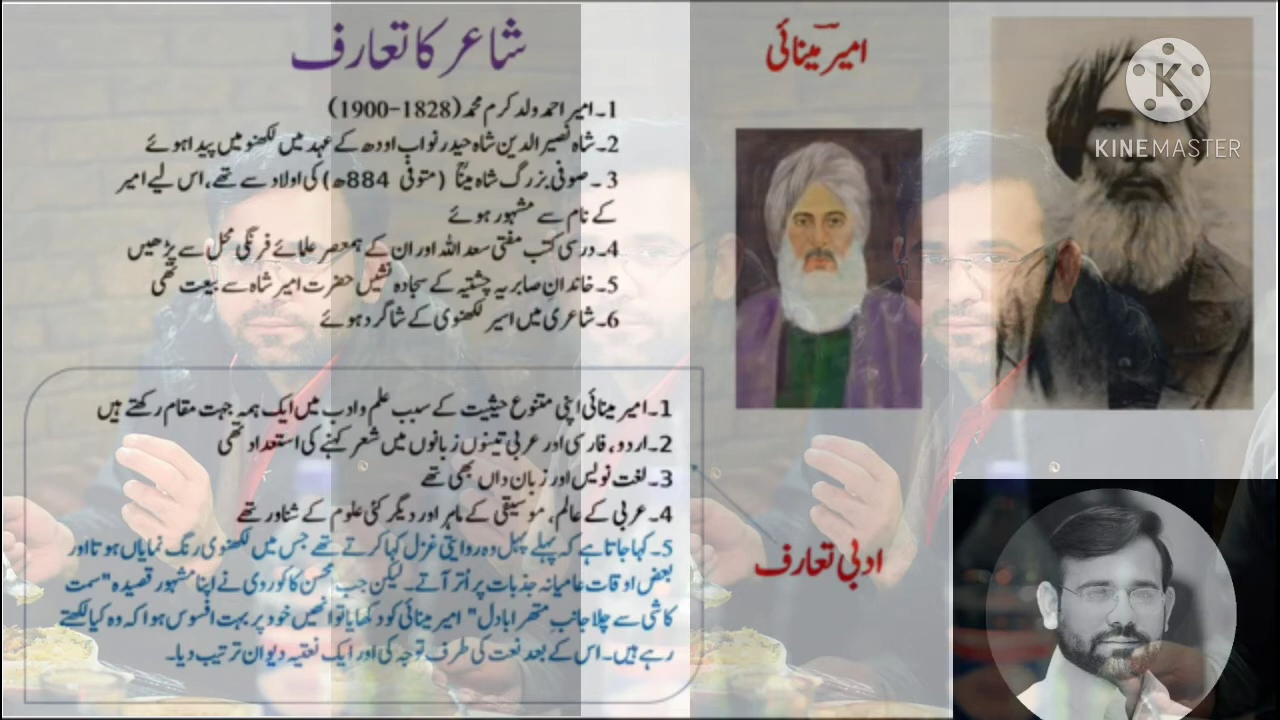 شاعر کا تعارف
1۔امیر احمد ولد کرم محمد (1828-1900)
2۔شاہ نصیر الدین شاہ حیدر نواب اودھ کے عہد میں لکھنو میں پیدا ہوئے
3۔صوفی بزرگ شاہ میناؒ (متوفیٰ 884ھ) کی اولاد سے تھے، اس لیے امیر
کے نام سے مشہور ہوئے
4۔درسی کتب مفتی سعد اللہ اور ان کے ہمعصر علمائے فرنگی محل سے پڑھیں
5۔خاندان صابریہ چشتیہ کے سجادہ نشیں حضرت امیر شاہ سے بیعت تھی
6۔شاعری میں اسیر لکھنوی کے شاگرد ہوئے
امیر مینائی
KINEMASTER
1۔امیر مینائی اپنی متنوع حیثیت کے سبب علم و ادب میں ایک ہمہ جہت مقام رکھتے ہیں
2۔اردو، فارسی اور عربی تینوں زبانوں میں شعر کہنے کی استعداد تھی
3۔لغت نویس اور زبان داں بھی تھے
4۔عربی کے عالم، موسیقی کے ماہر اور دیگر کئی علوم کے شناور تھے
5۔کہا جاتا ہے کہ پہلے پہل وہ روایتی غزل کہا کرتے تھے جس میں لکھنوی رنگ نمایاں ہوتا اور
بعض اوقات عامیانہ جذبات پر اُتر آتے۔ لیکن جب محسن کاکوروی نے اپنا مشہور قصیدہ "سمت
کاشی سے چلا جانب متھرا بادل" امیر مینائی کو دکھایا تو انھیں خود پر بہت افسوس ہوا کہ وہ کیا لکھتے
رہے ہیں۔ اس کے بعد نعت کی طرف توجہ کی اور ایک نعتیہ دیوان ترتیب دیا۔
ادبی تعارف